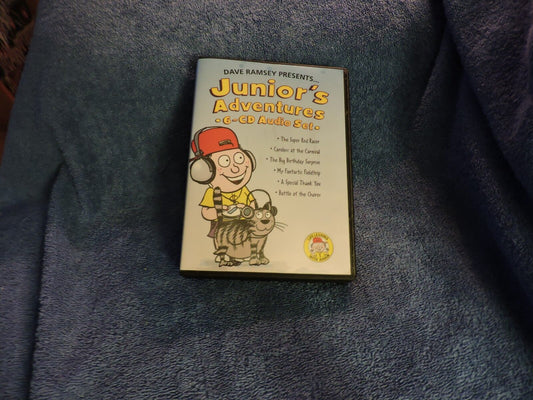 DAVE RAMSEY PRESENTS...
Junior's
Adventures
• 6-CD Audio Set •
• The Super Red Racer
• Careless at the Carnival
• The Big Birthday Surprise
• My Fantastic Fieldtrip
• A Special Thank You
• Battle of the Chores